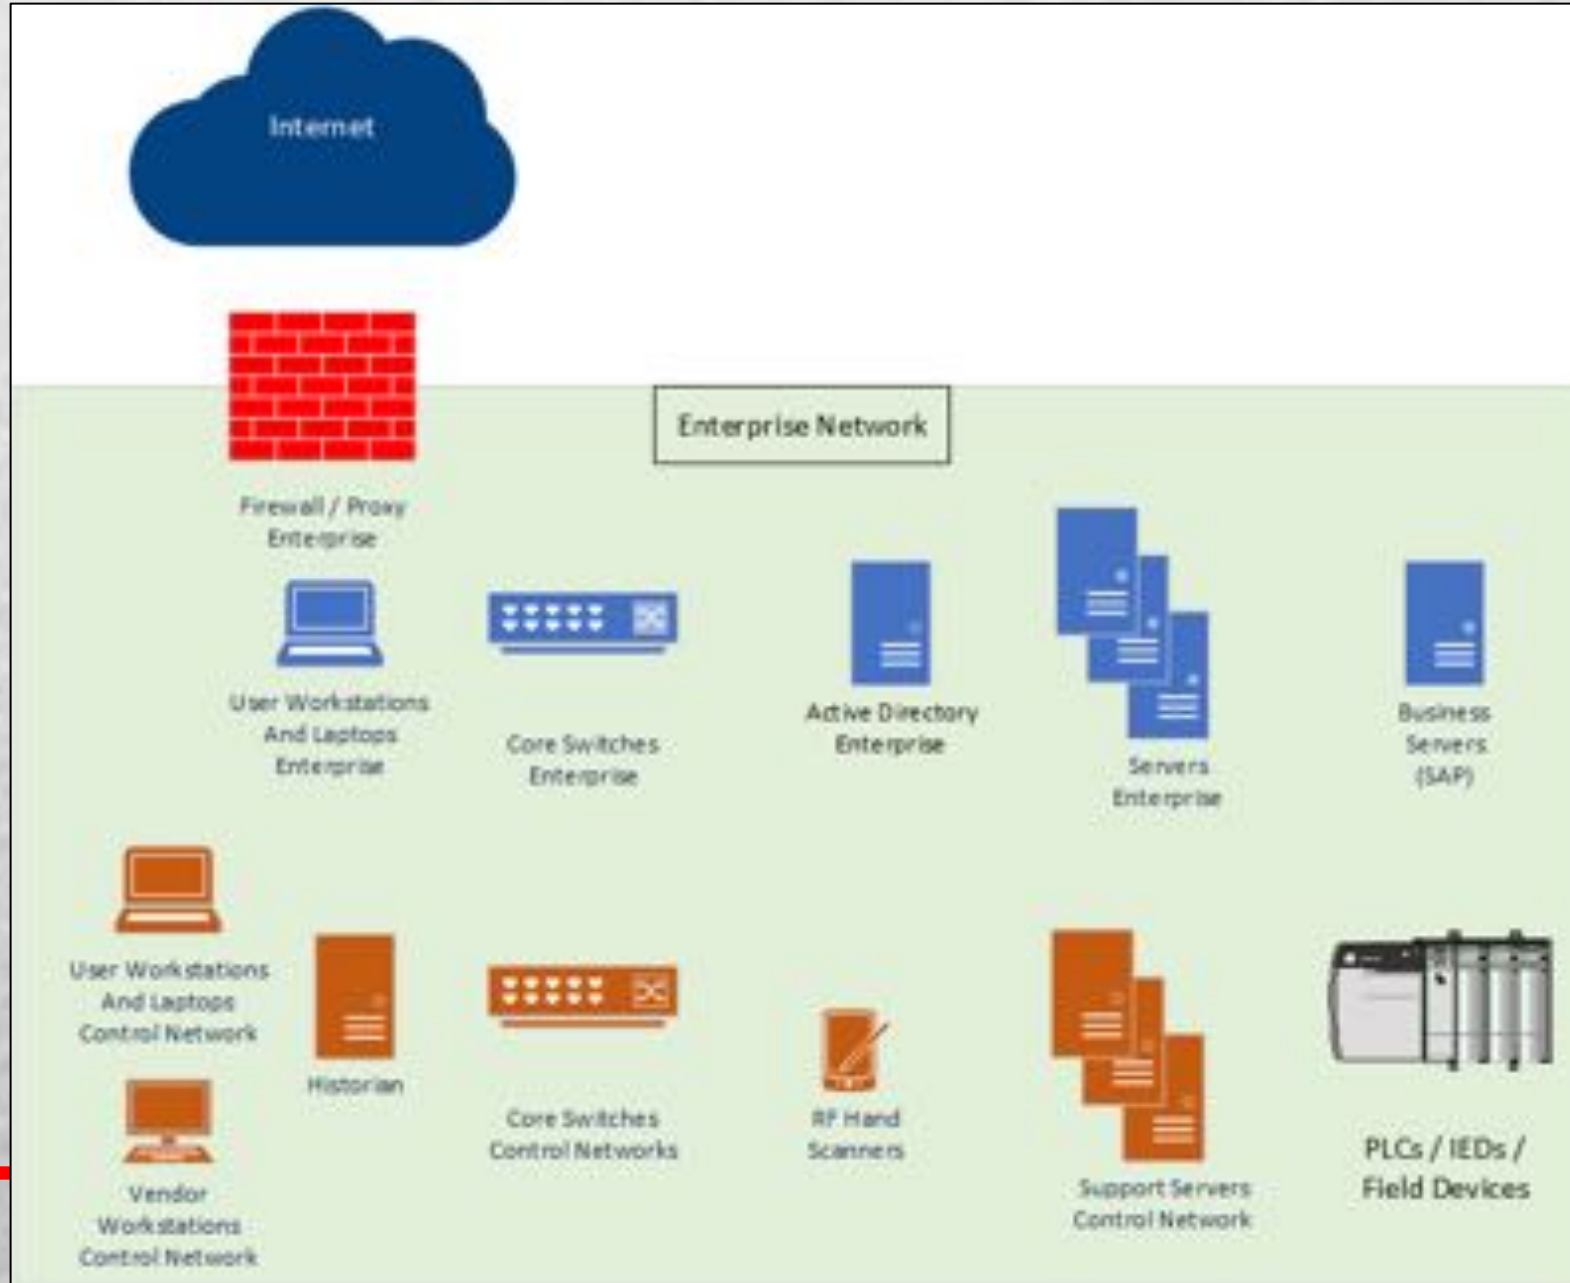 Internet
Enterprise Network
Firewall / Proxy
Enterprise
User Workstations
And Laptops
Enterprise
Core Switches
Enterprise
Active Directory
Enterprise
Servers
Enterprise
Business
Servers
(SAP)
User Workstations
And Laptops
Control Network
Historian
Core Switches
Control Networks
RF Hand
Scanners
Support Servers
Control Network
PLCs / IEDs /
Field Devices
Vendor
Workstations
Control Network